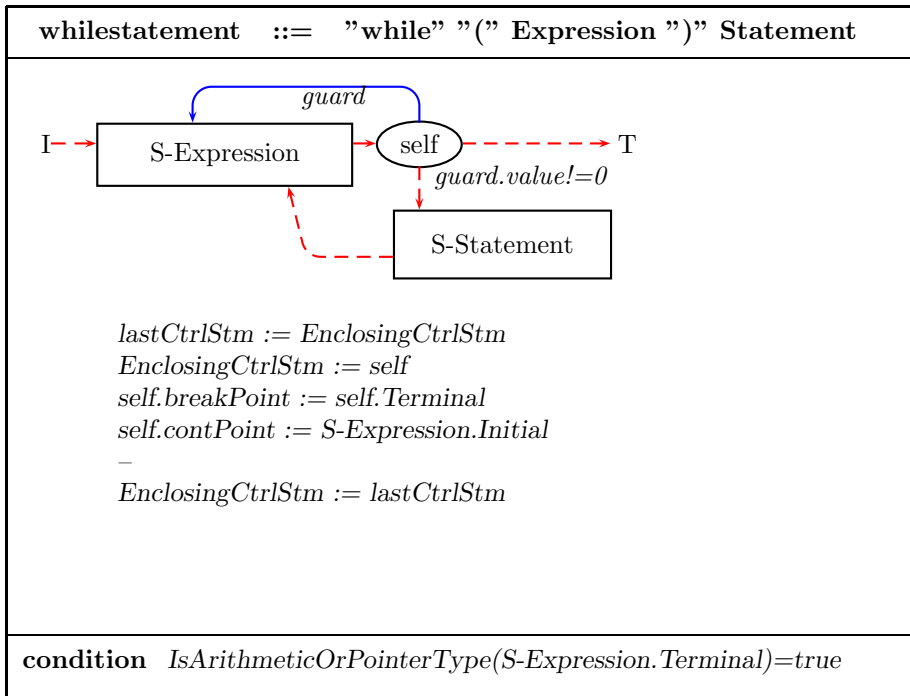 whilestatement ::= ”while” ”(” Expression ”)” Statement
guard
I S-Expression self T
guard.value!=0
S-Statement
lastCtrlStm := EnclosingCtrlStm
EnclosingCtrlStm := self
self.breakPoint := self.Terminal
self.contPoint := S-Expression.Initial
–
EnclosingCtrlStm := lastCtrlStm
condition IsArithmeticOrPointerType(S-Expression.Terminal)=true